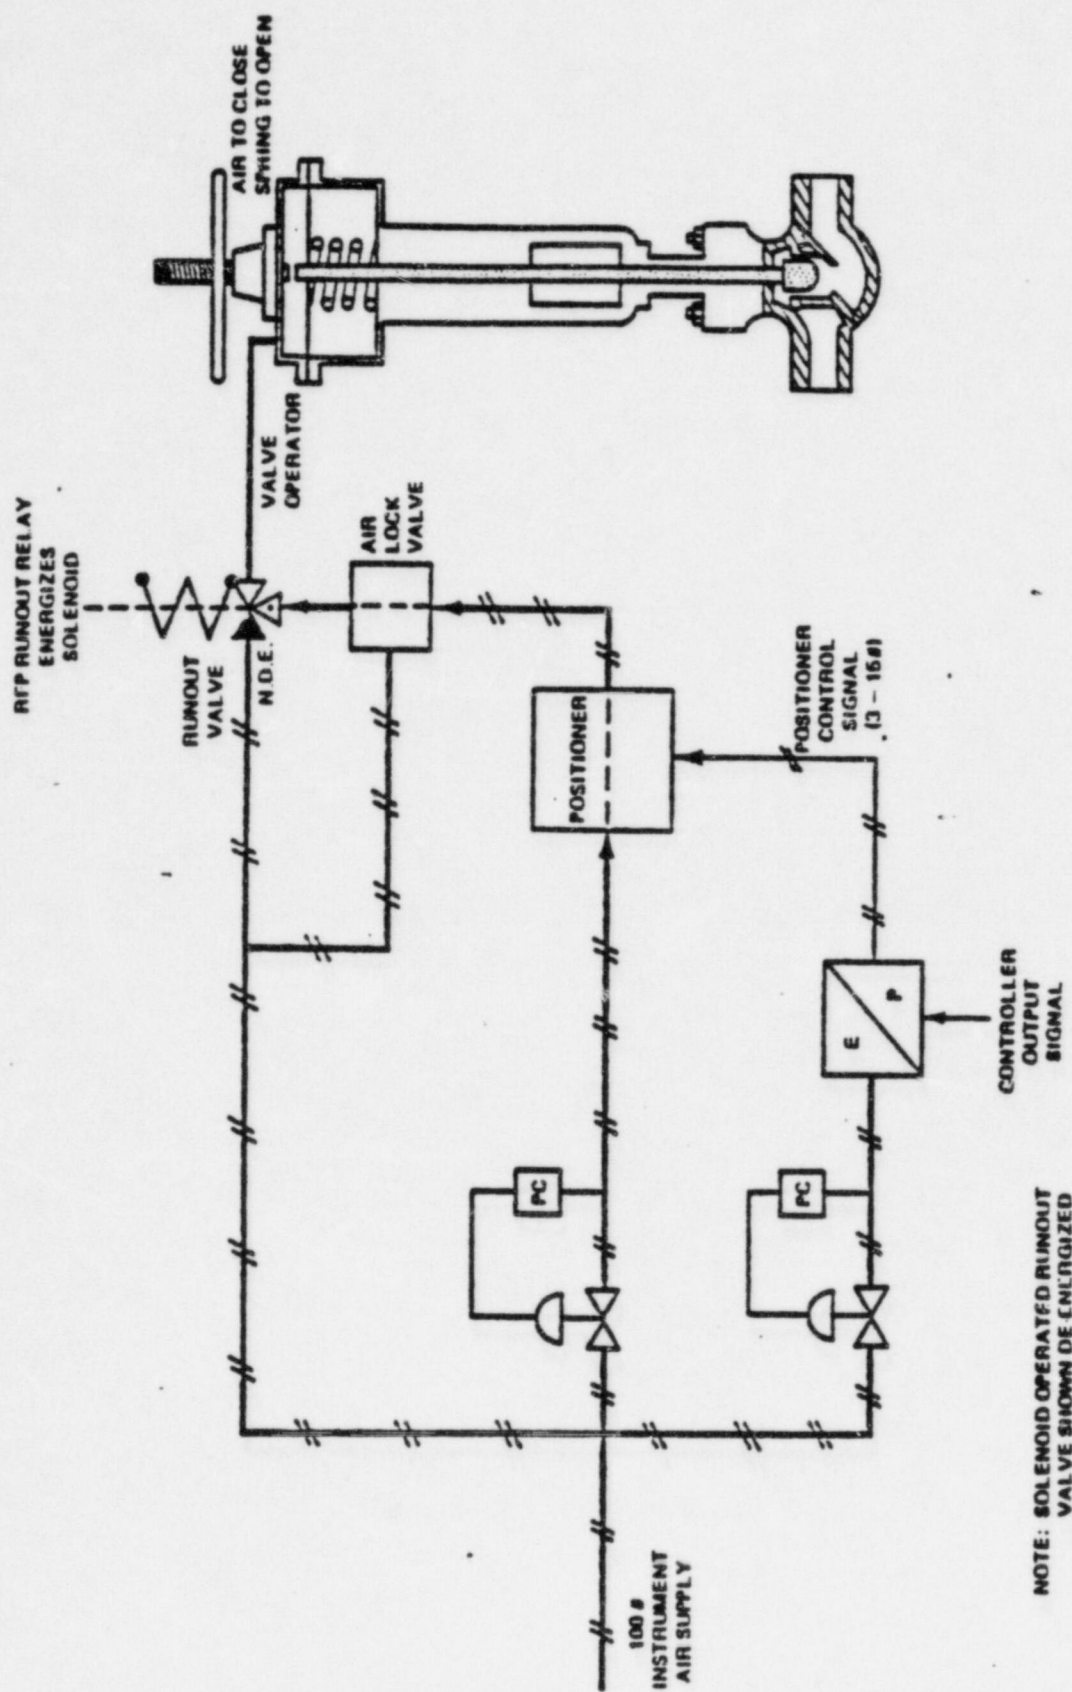 AIR TO CLOSE
SPRING TO OPEN
VALVE
OPERATOR
RFP RUNOUT RELAY
ENERGIZES
SOLENOID
RUNOUT
VALVE
N.D.E.
AIR
LOCK
VALVE
POSITIONER
POSITIONER
CONTROL
SIGNAL
(3 - 15#)
E
P
CONTROLLER
OUTPUT
SIGNAL
PC
PC
100 #
INSTRUMENT
AIR SUPPLY
NOTE: SOLENOID OPERATED RUNOUT
VALVE SHOWN DE-ENERGIZED